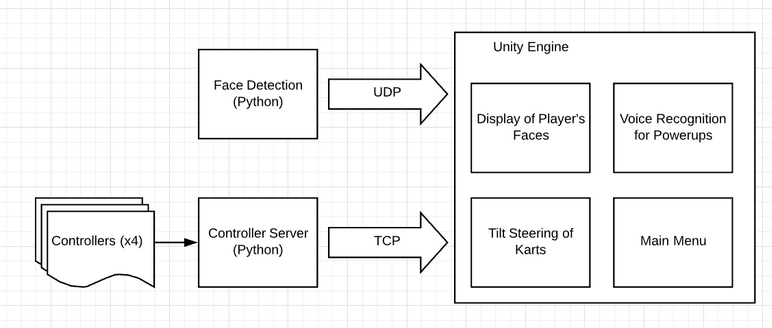 Unity Engine
Face Detection
(Python)
UDP
Display of Player's
Faces
Voice Recognition
for Powerups
Controllers (x4)
Controller Server
(Python)
TCP
Tilt Steering of
Karts
Main Menu